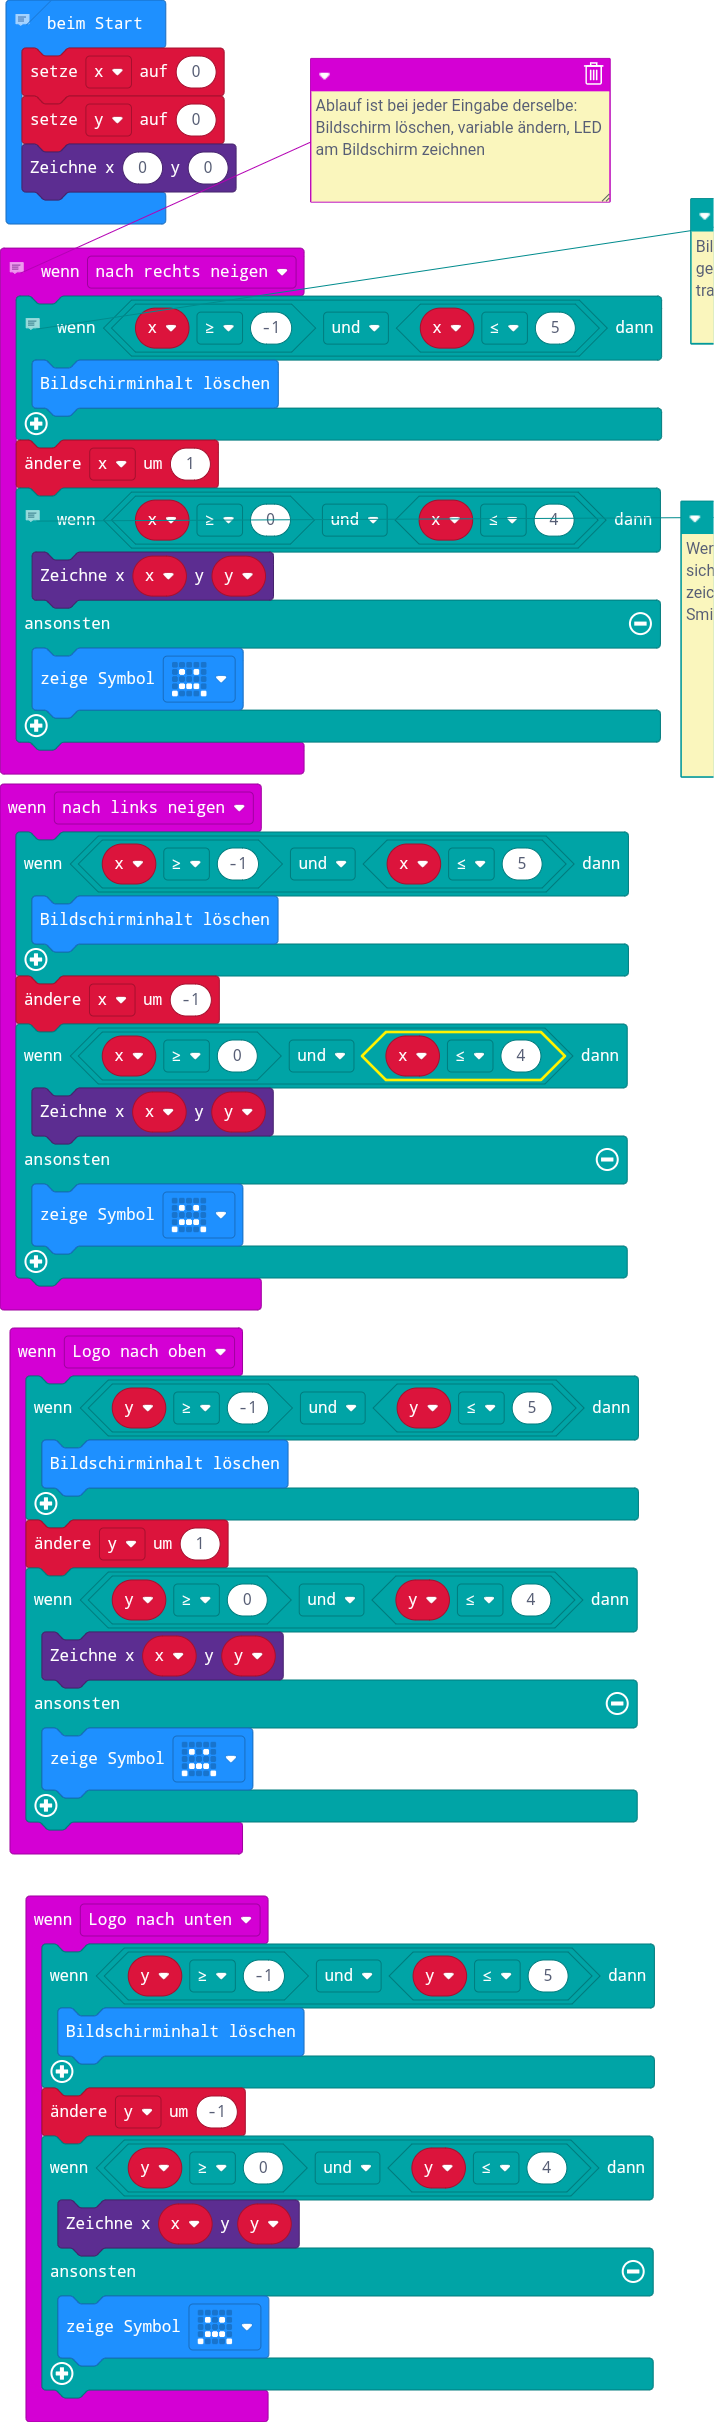 beim Start
setze x auf 0
setze y auf 0
Zeichne x 0 y 0
Ablauf ist bei jeder Eingabe derselbe:
Bildschirm löschen, variable ändern, LED
am Bildschirm zeichnen
wenn nach rechts neigen
Bil
ge
tra
wenn x ≥ -1 und x ≤ 5 dann
Bildschirminhalt löschen
ändere x um 1
wenn x ≥ 0 und x ≤ 4 dann
Wer
sich
zeic
Smi
Zeichne x x y y
ansonsten
zeige Symbol
wenn nach links neigen
wenn x ≥ -1 und x ≤ 5 dann
Bildschirminhalt löschen
ändere x um -1
wenn x ≥ 0 und x ≤ 4 dann
Zeichne x x y y
ansonsten
zeige Symbol
wenn Logo nach oben
wenn y ≥ -1 und y ≤ 5 dann
Bildschirminhalt löschen
ändere y um 1
wenn y ≥ 0 und y ≤ 4 dann
Zeichne x x y y
ansonsten
zeige Symbol
wenn Logo nach unten
wenn y ≥ -1 und y ≤ 5 dann
Bildschirminhalt löschen
ändere y um -1
wenn y ≥ 0 und y ≤ 4 dann
Zeichne x x y y
ansonsten
zeige Symbol